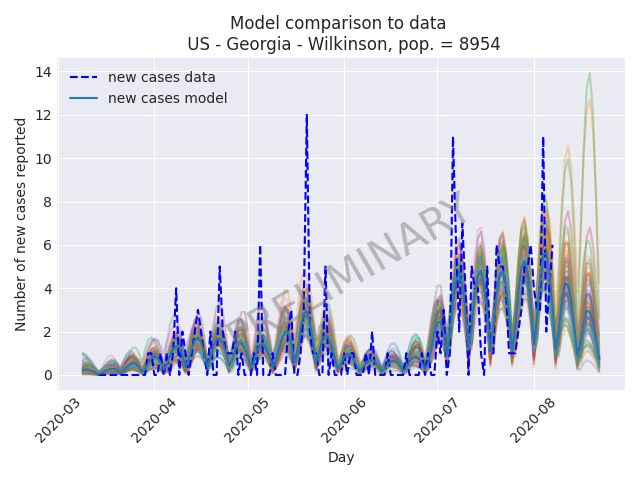 Model comparison to data
US - Georgia - Wilkinson, pop. = 8954
new cases data
new cases model
PRELIMINARY
Number of new cases reported
14
12
10
8
6
4
2
0
2020-03
2020-04
2020-05
2020-06
2020-07
2020-08
Day